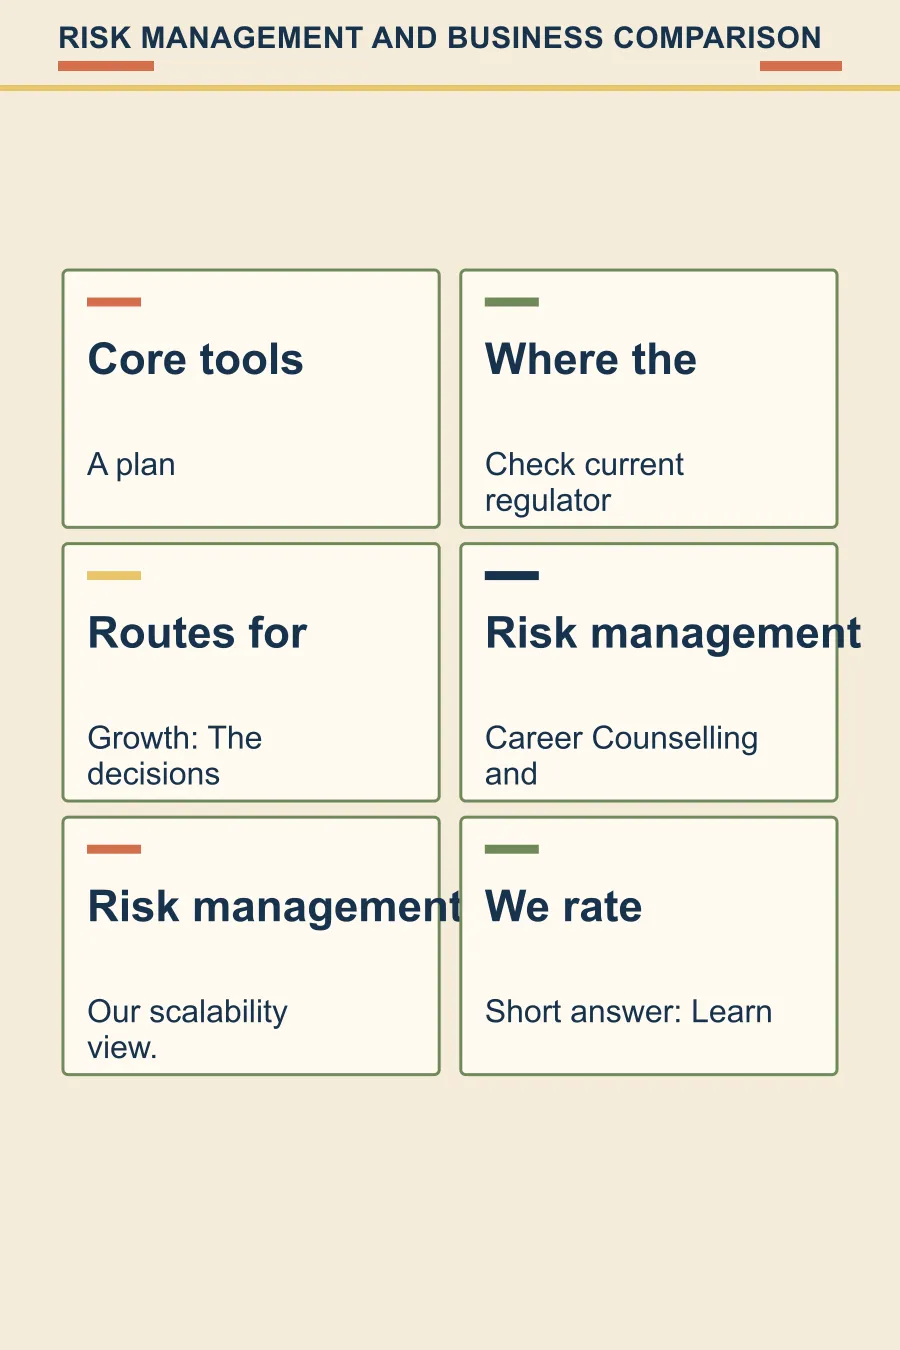 RISK MANAGEMENT AND BUSINESS COMPARISON
Core tools
A plan
Where the
Check current
regulator
Routes for
Growth: The
decisions
Risk management
Career Counselling
and
Risk management
Our scalability
view.
We rate
Short answer: Learn